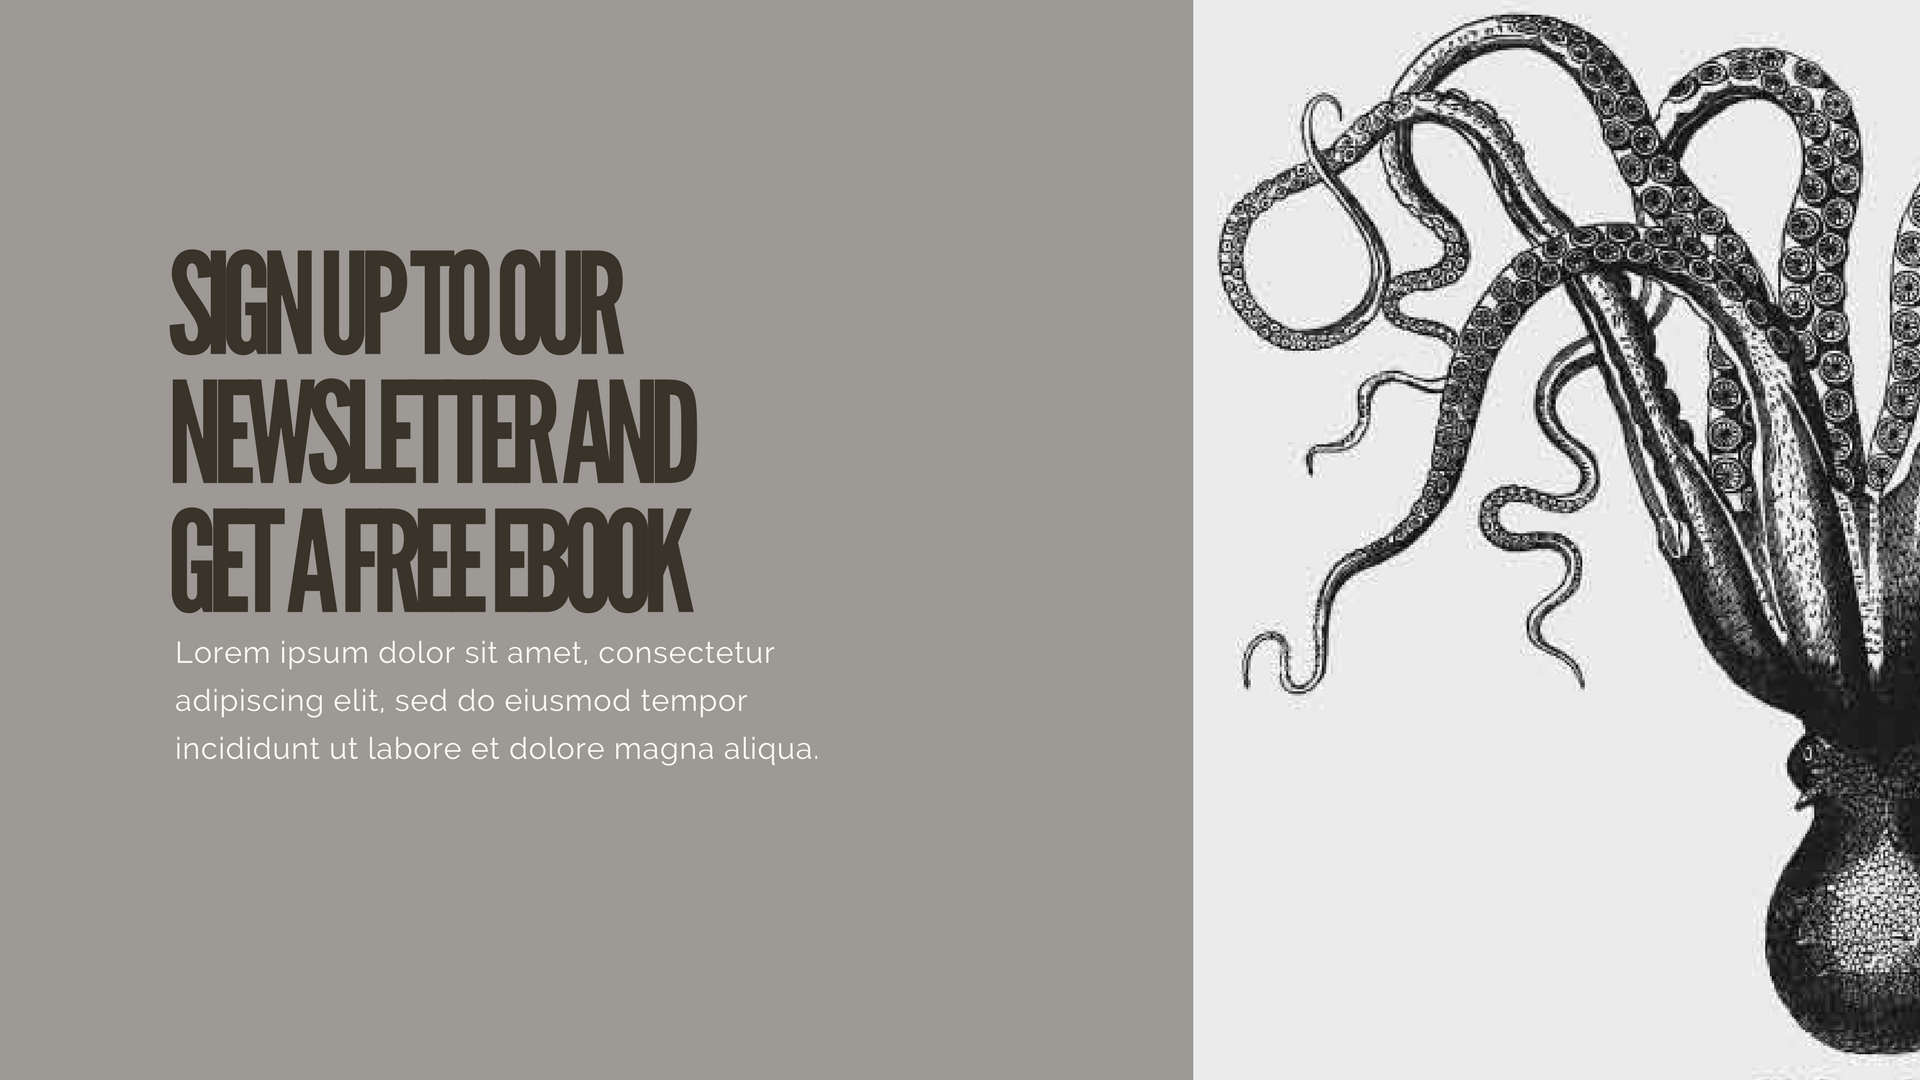 SIGN UP TO OUR
NEWSLETTER AND
GET A FREE EBOOK
Lorem ipsum dolor sit amet, consectetur
adipiscing elit, sed do eiusmod tempor
incididunt ut labore et dolore magna aliqua.